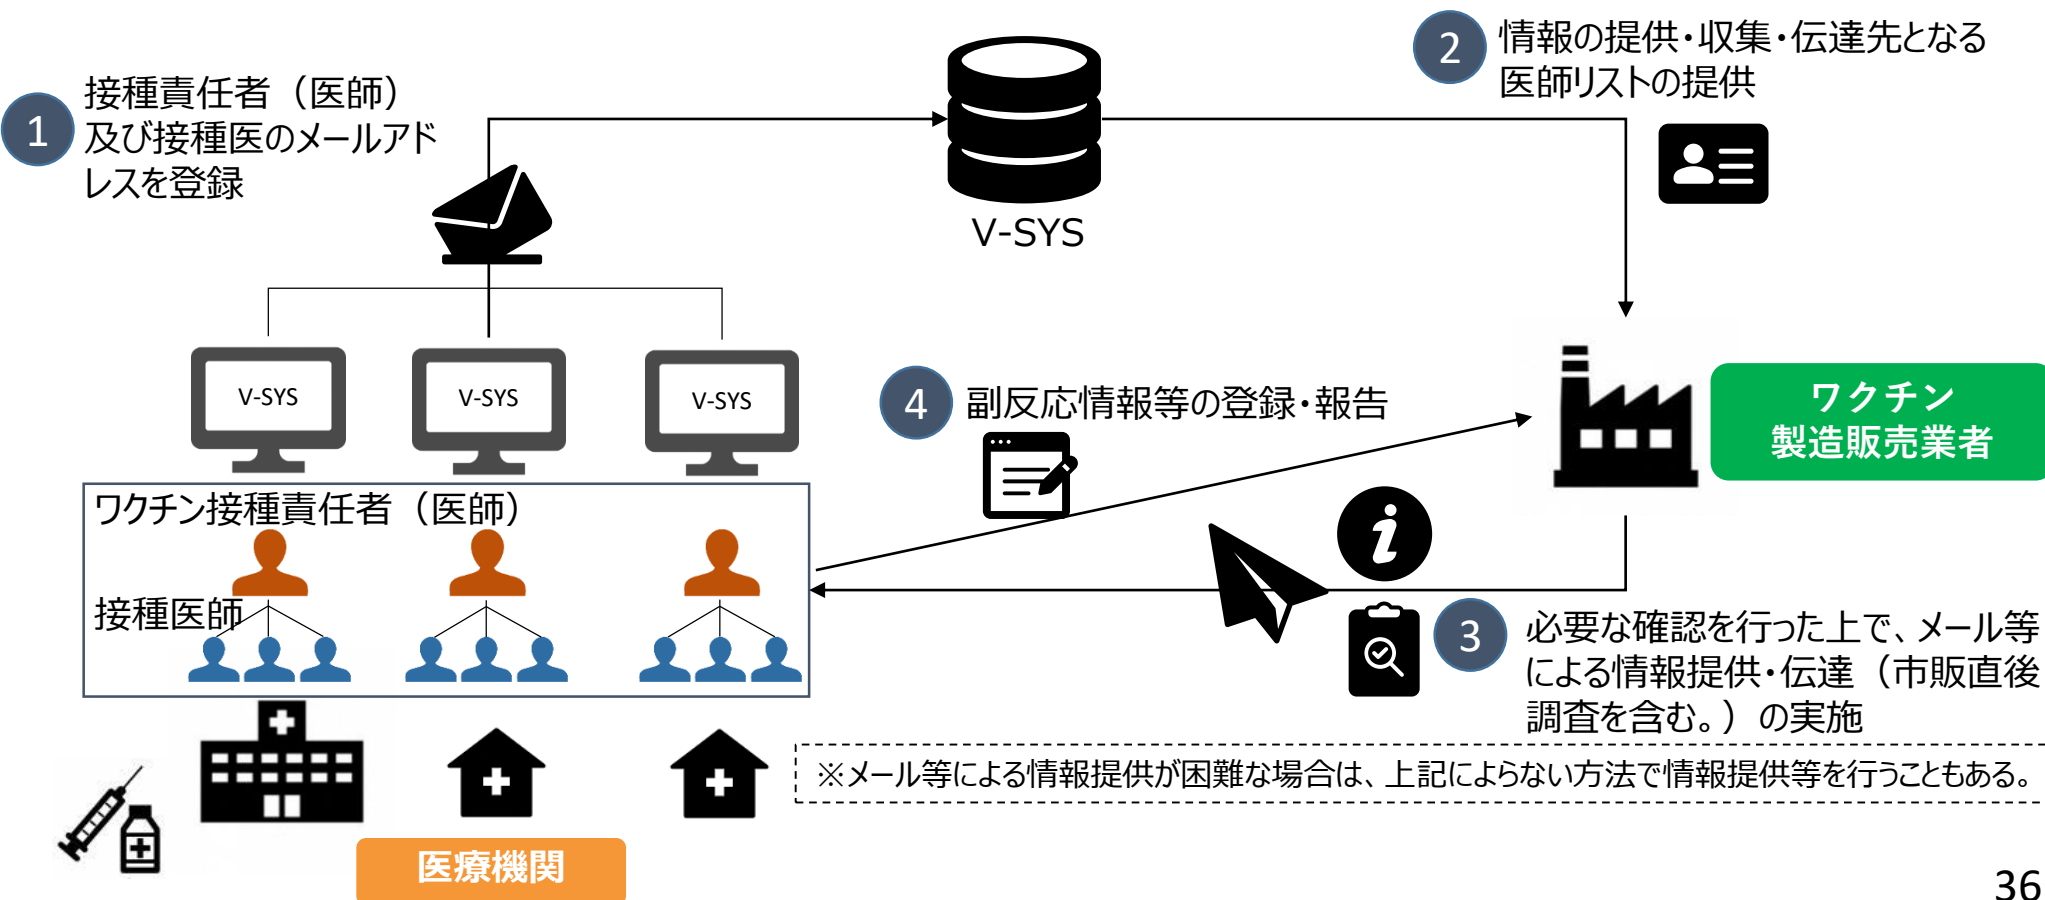 1
接種責任者（医師）
及び接種医のメールアド
レスを登録
V-SYS
2
情報の提供・収集・伝達先となる
医師リストの提供
V-SYS
V-SYS
V-SYS
4
副反応情報等の登録・報告
ワクチン
製造販売業者
ワクチン接種責任者（医師）
接種医師
3
必要な確認を行った上で、メール等
による情報提供・伝達（市販直後
調査を含む。）の実施
※メール等による情報提供が困難な場合は、上記によらない方法で情報提供等を行うこともある。
医療機関
36